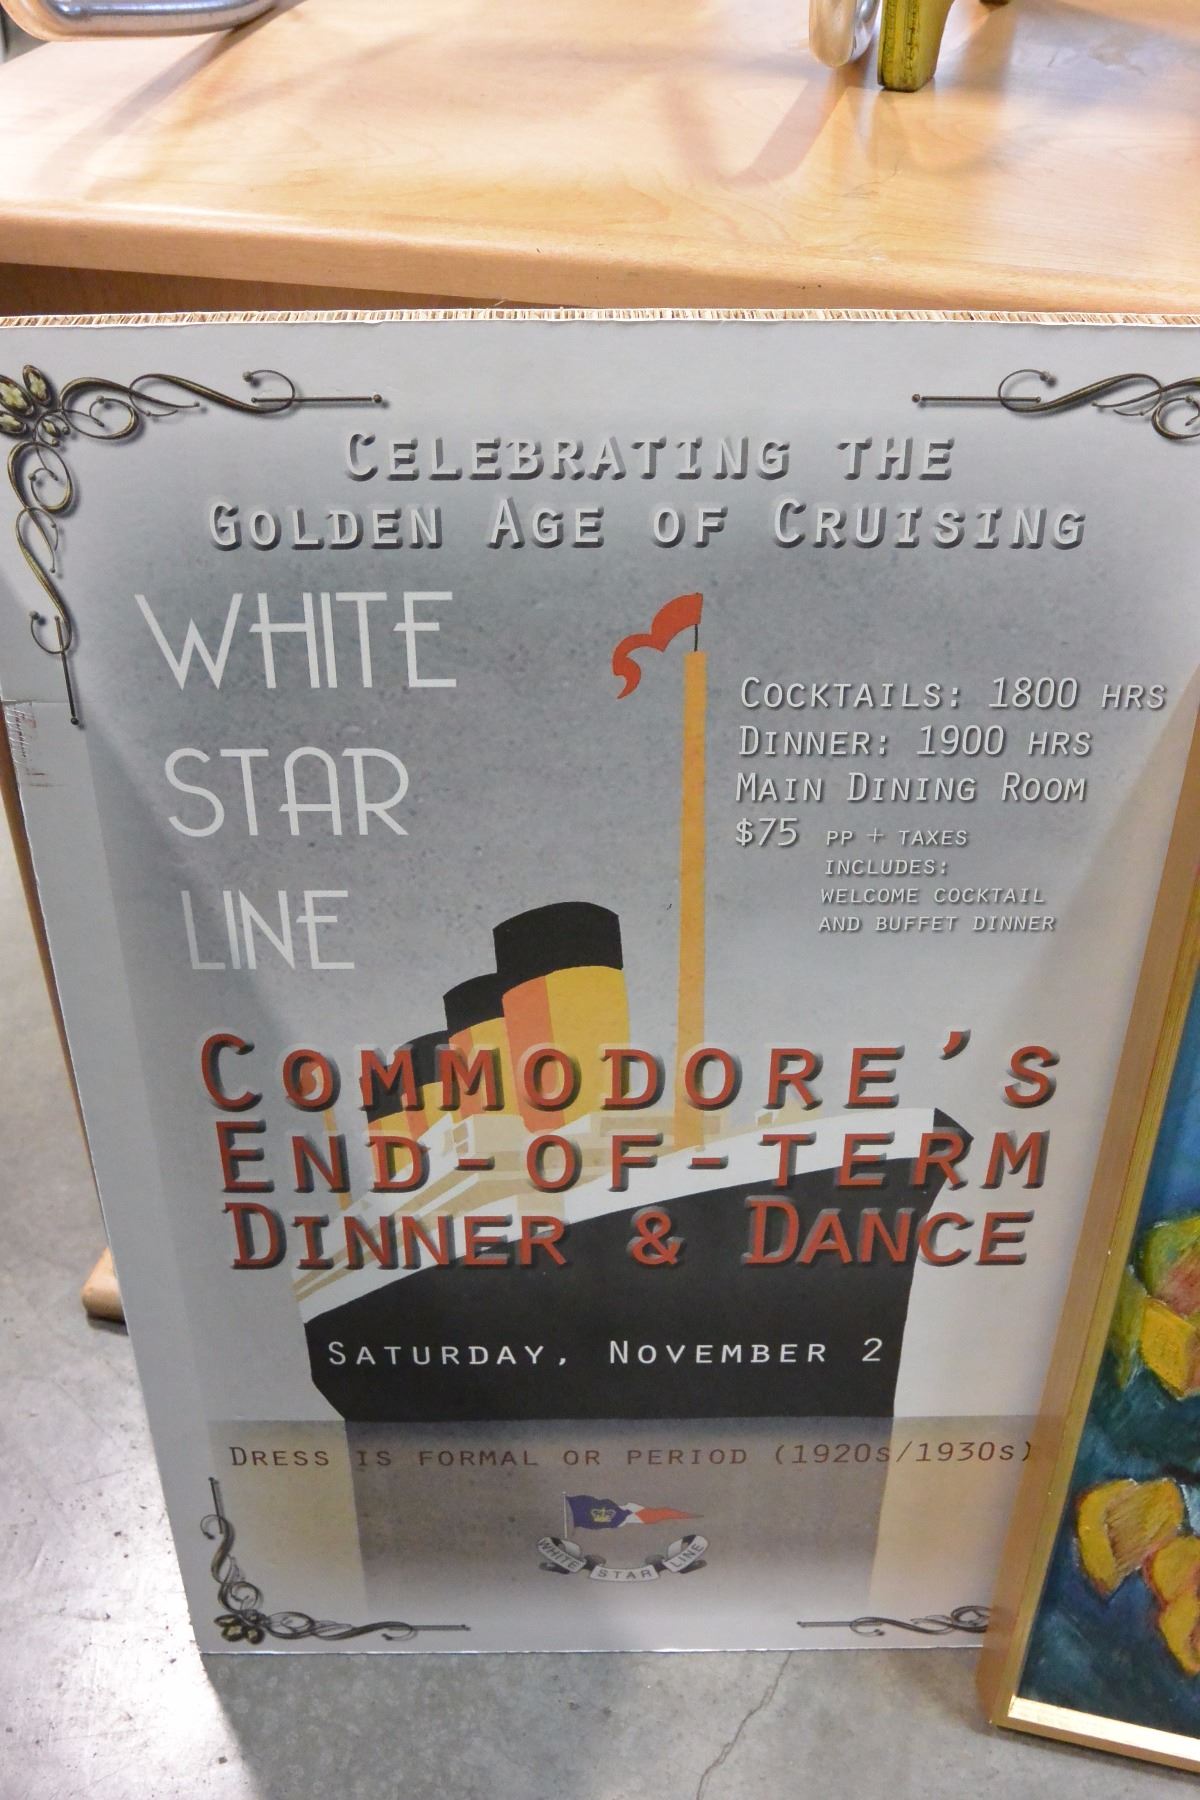 Celebrating the
Golden Age of Cruising
WHITE
STAR
LINE
Cocktails: 1800 hrs
Dinner: 1900 hrs
Main Dining Room
$75 pp + taxes
includes:
welcome cocktail
and buffet dinner
Commodore's
End-of-Term
Dinner & Dance
Saturday, November 2
Dress is formal or period (1920s/1930s)
WHITE STAR LINE